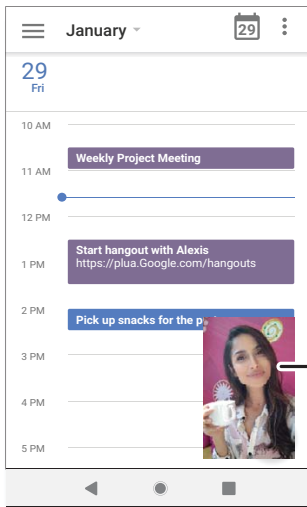 January
29
29
Fri
10 AM
Weekly Project Meeting
11 AM
12 PM
Start hangout with Alexis
https://plua.Google.com/hangouts
1 PM
2 PM
Pick up snacks for the p
3 PM
4 PM
5 PM